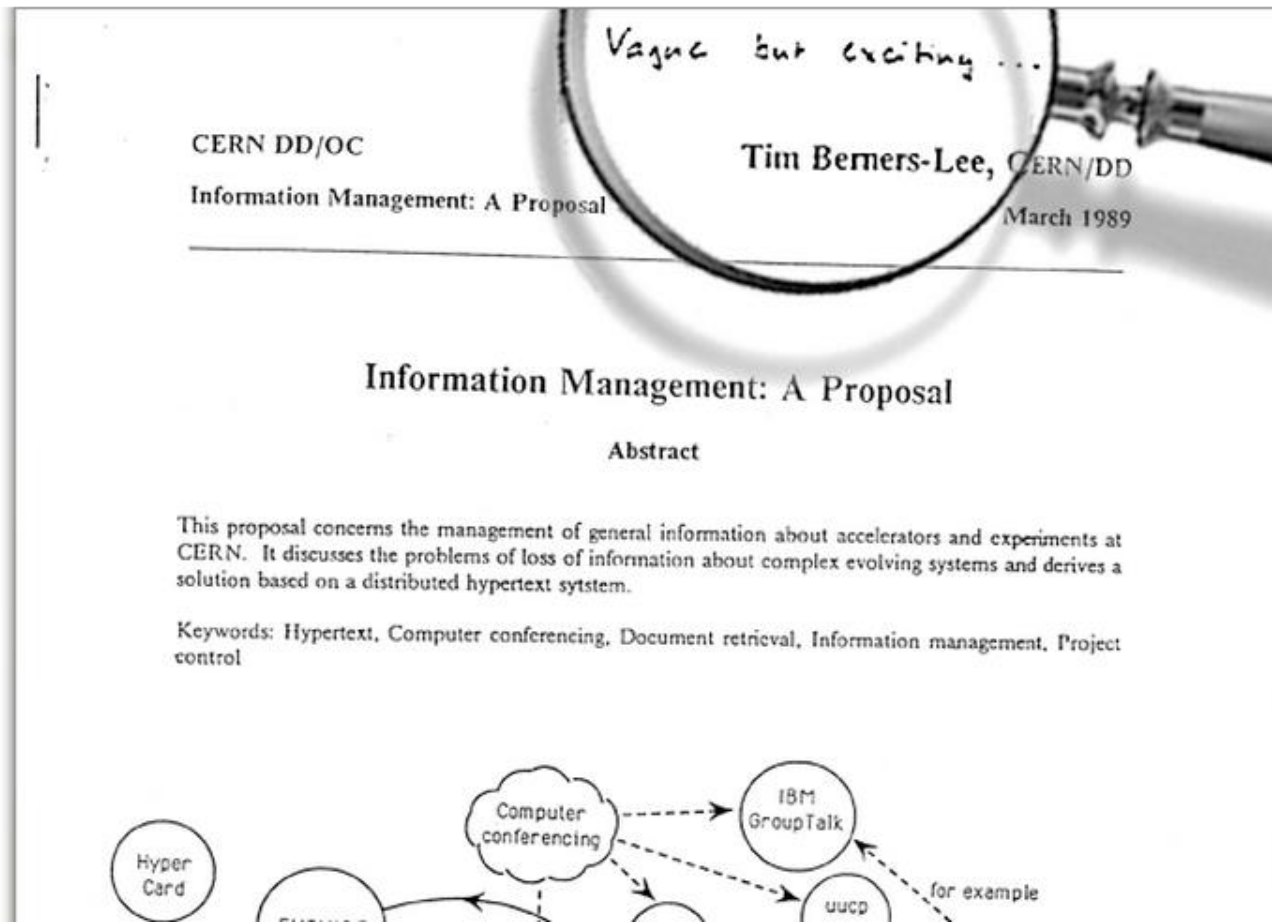 Vague but exciting ...
CERN DD/OC
Tim Berners-Lee, CERN/DD
Information Management: A Proposal
March 1989
Information Management: A Proposal
Abstract
This proposal concerns the management of general information about accelerators and experiments at
CERN. It discusses the problems of loss of information about complex evolving systems and derives a
solution based on a distributed hypertext sytstem.
Keywords: Hypertext, Computer conferencing, Document retrieval, Information management, Project
control
Computer
conferencing
IBM
GroupTalk
Hyper
Card
uucp
for example